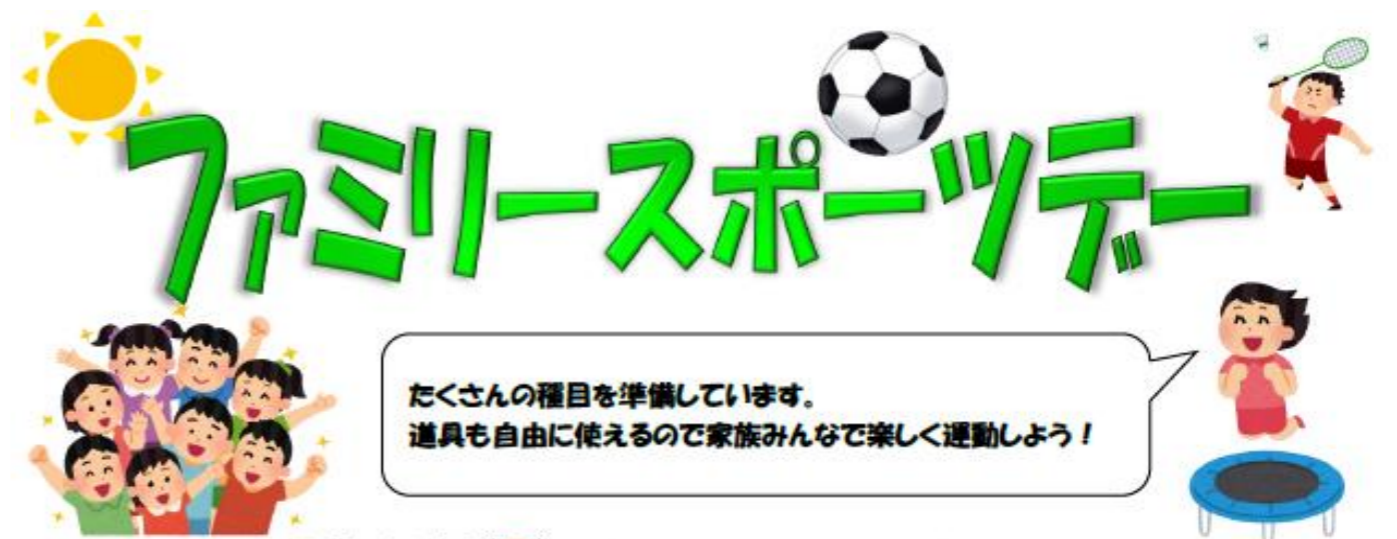 ファミリースポーツデー
たくさんの種目を準備しています。
道具も自由に使えるので家族みんなで楽しく運動しよう！